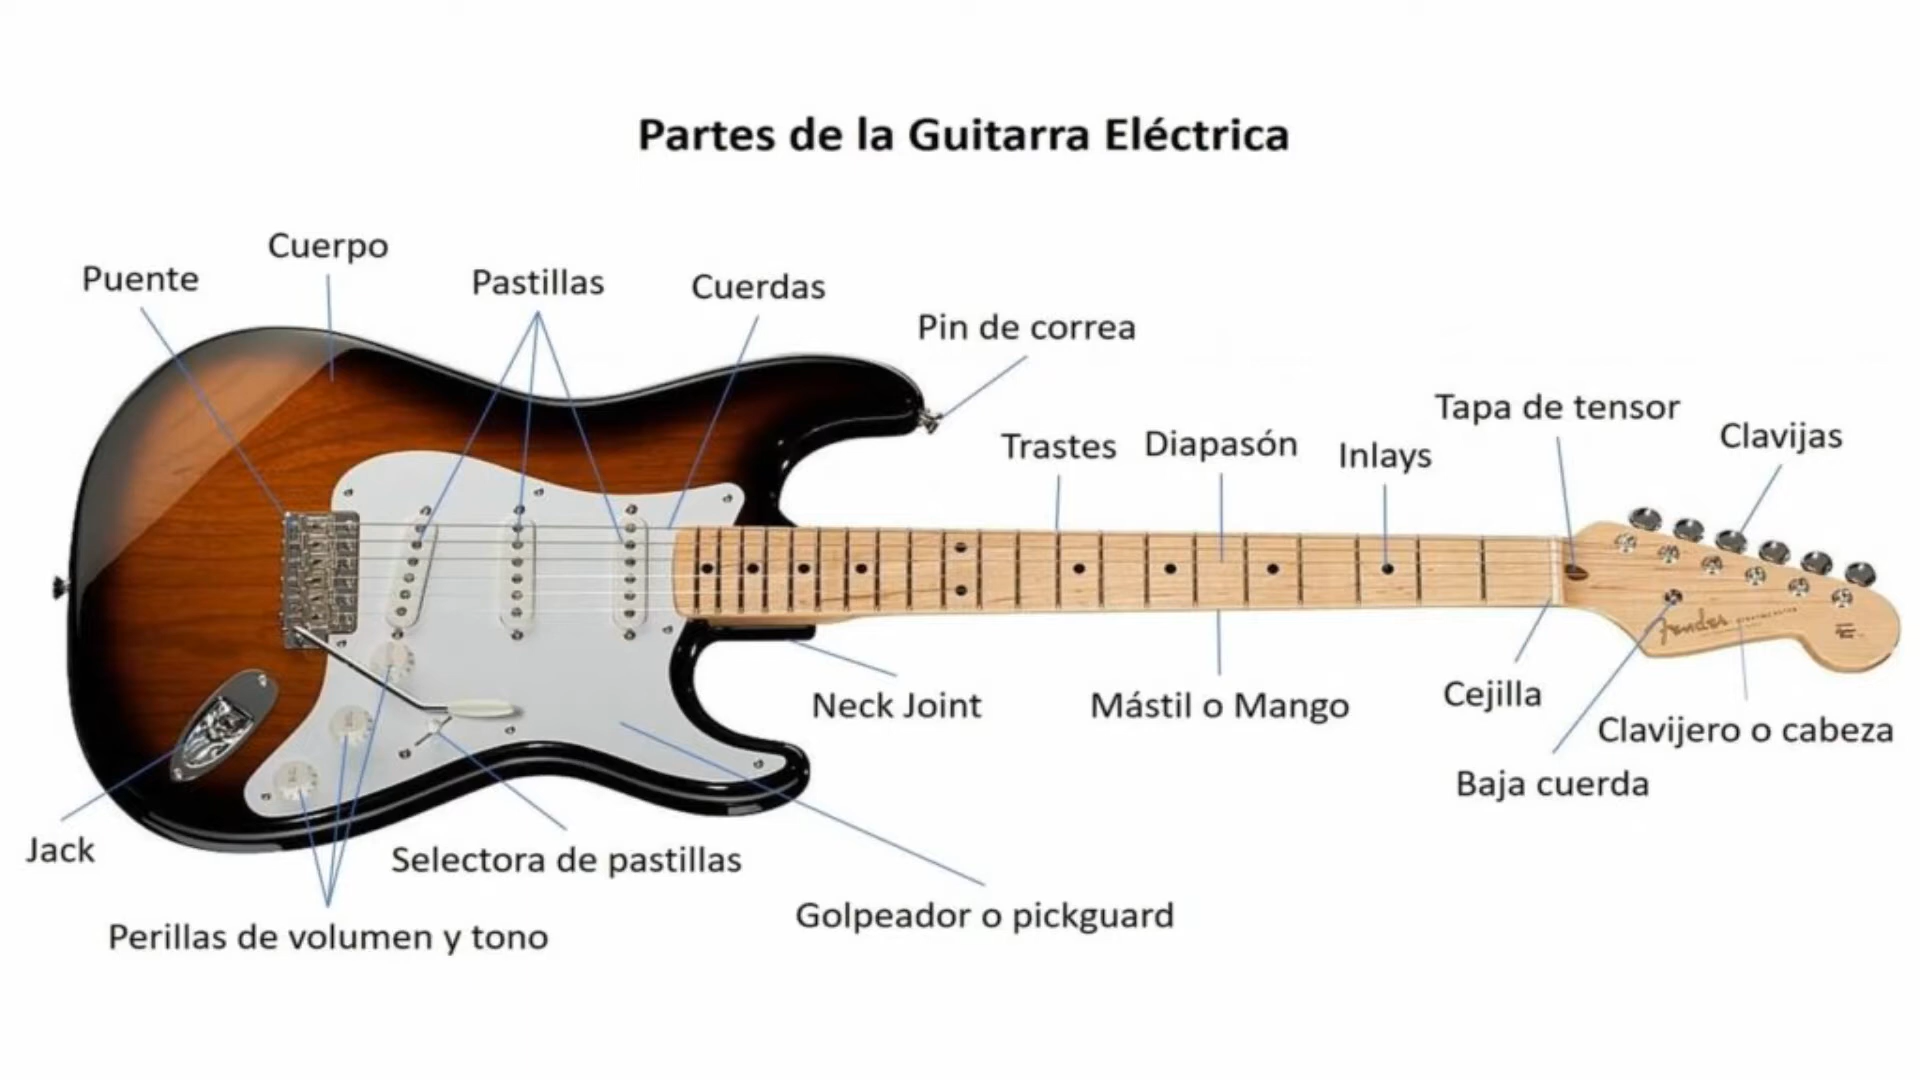 Partes de la Guitarra Eléctrica
Cuerpo
Puente
Pastillas
Cuerdas
Pin de correa
Tapa de tensor
Clavijas
Trastes
Diapasón
Inlays
Fender
Neck Joint
Mástil o Mango
Cejilla
Clavijero o cabeza
Baja cuerda
Jack
Selectora de pastillas
Golpeador o pickguard
Perillas de volumen y tono